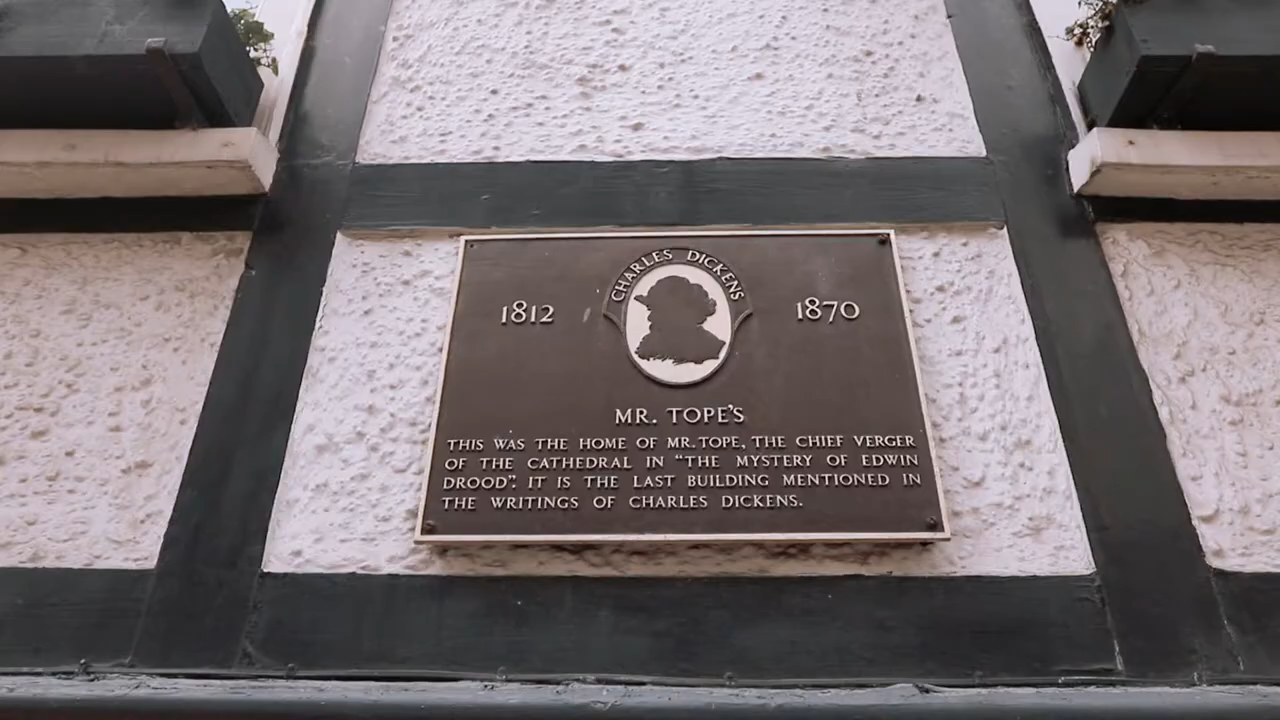 CHARLES DICKENS
1812 1870
MR. TOPE'S
THIS WAS THE HOME OF MR. TOPE, THE CHIEF VERGER
OF THE CATHEDRAL IN "THE MYSTERY OF EDWIN
DROOD". IT IS THE LAST BUILDING MENTIONED IN
THE WRITINGS OF CHARLES DICKENS.